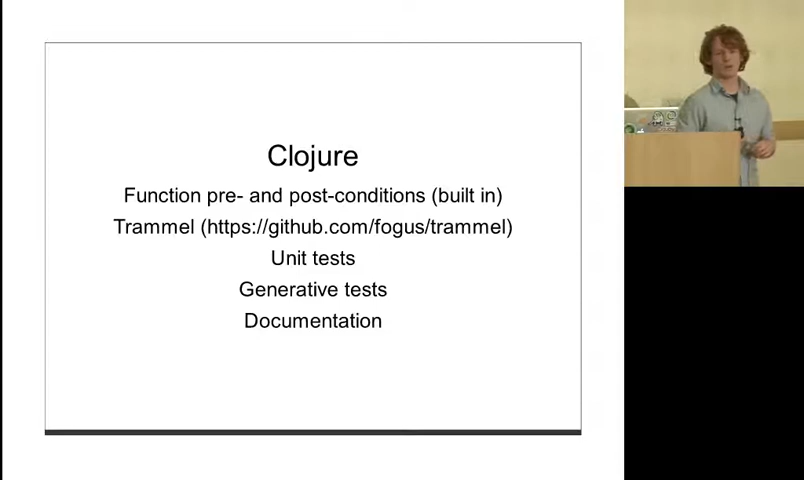 Clojure
Function pre- and post-conditions (built in)
Trammel (https://github.com/fogus/trammel)
Unit tests
Generative tests
Documentation